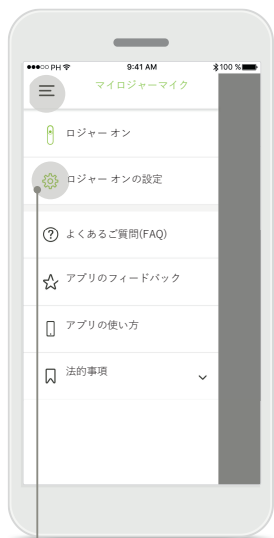 PH 9:41 AM 100 %
マイロジャーマイク
ロジャー オン
ロジャー オンの設定
よくあるご質問(FAQ)
アプリのフィードバック
アプリの使い方
法的事項